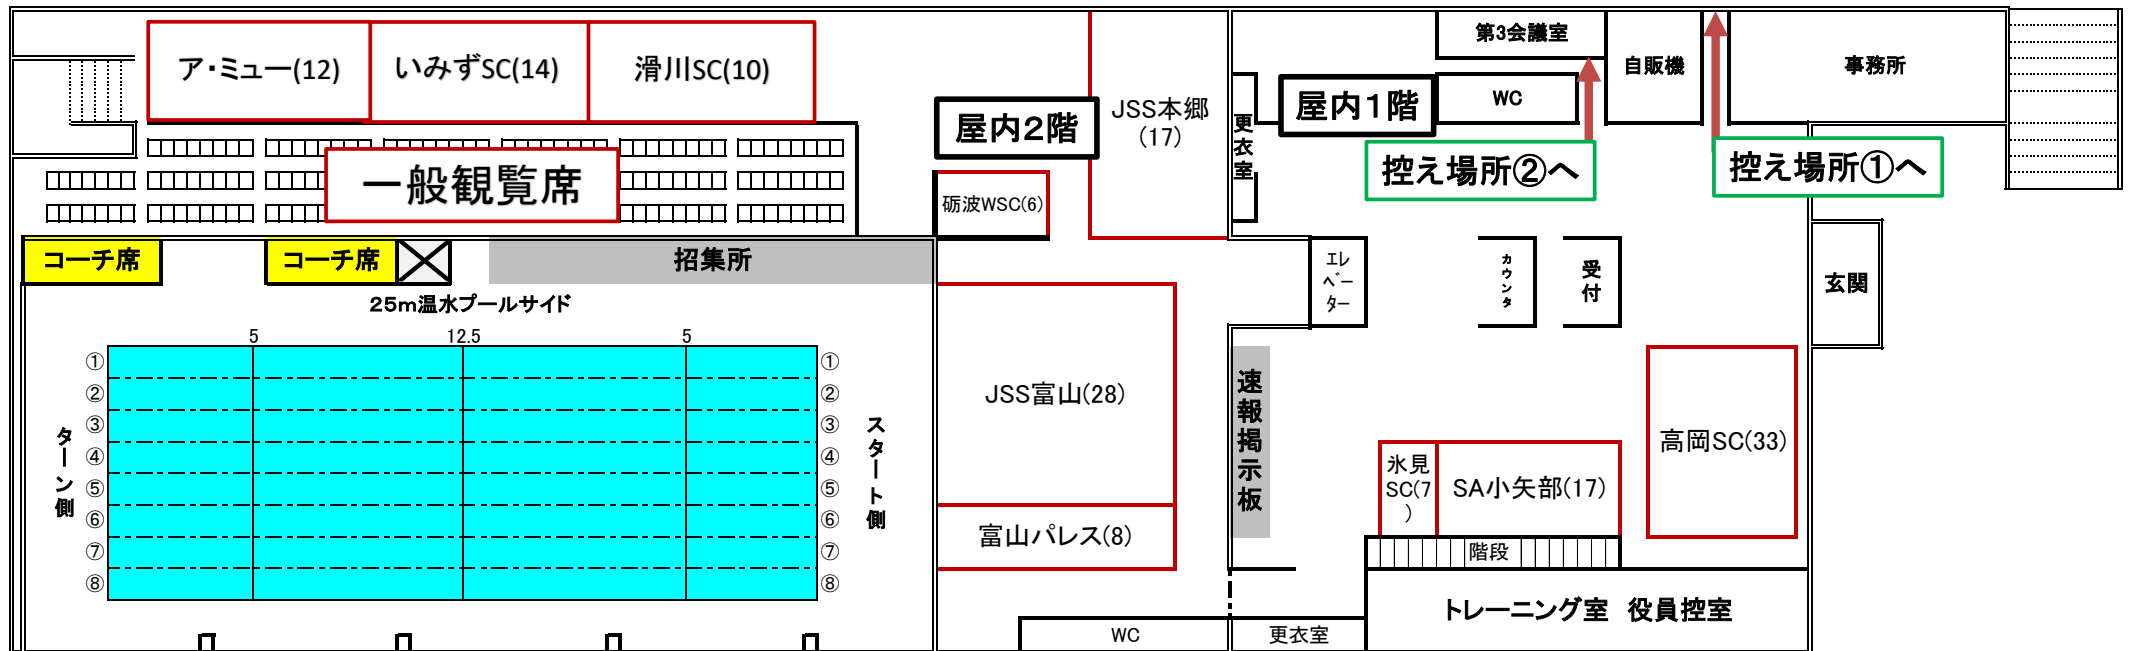 ア・ミュー(12)
いみずSC(14)
滑川SC(10)
屋内2階
JSS本郷
(17)
更衣室
屋内1階
第3会議室
WC
自販機
事務所
控え場所②へ
控え場所①へ
一般観覧席
砺波WSC(6)
コーチ席
コーチ席
招集所
エレベーター
カウンタ
受付
玄関
25m温水プールサイド
5
12.5
5
①
②
③
④
⑤
⑥
⑦
⑧
①
②
③
④
⑤
⑥
⑦
⑧
ターン側
スタート側
JSS富山(28)
富山パレス(8)
速報掲示板
氷見
SC(7
)
SA小矢部(17)
高岡SC(33)
階段
トレーニング室 役員控室
WC
更衣室